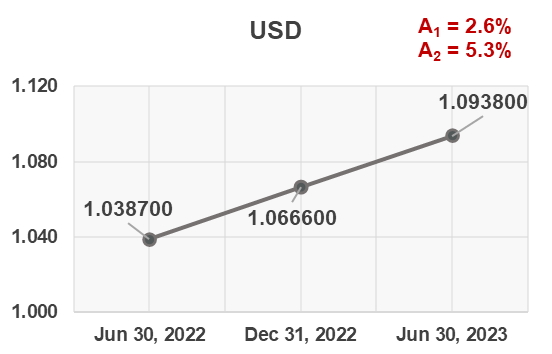 USD
A₁ = 2.6%
A₂ = 5.3%
1.120
1.093800
1.080
1.038700
1.066600
1.040
1.000
Jun 30, 2022 Dec 31, 2022 Jun 30, 2023